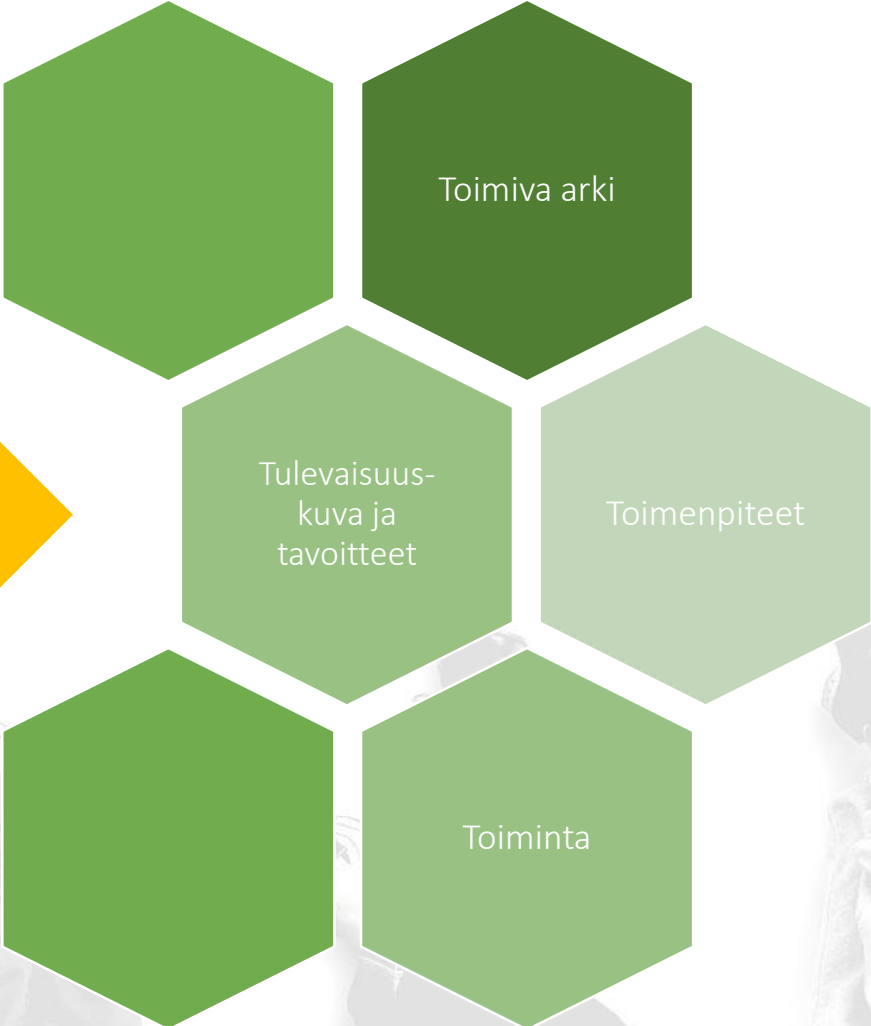 Toimiva arki
Tulevaisuus-
kuva ja
tavoitteet
Toimenpiteet
Toiminta